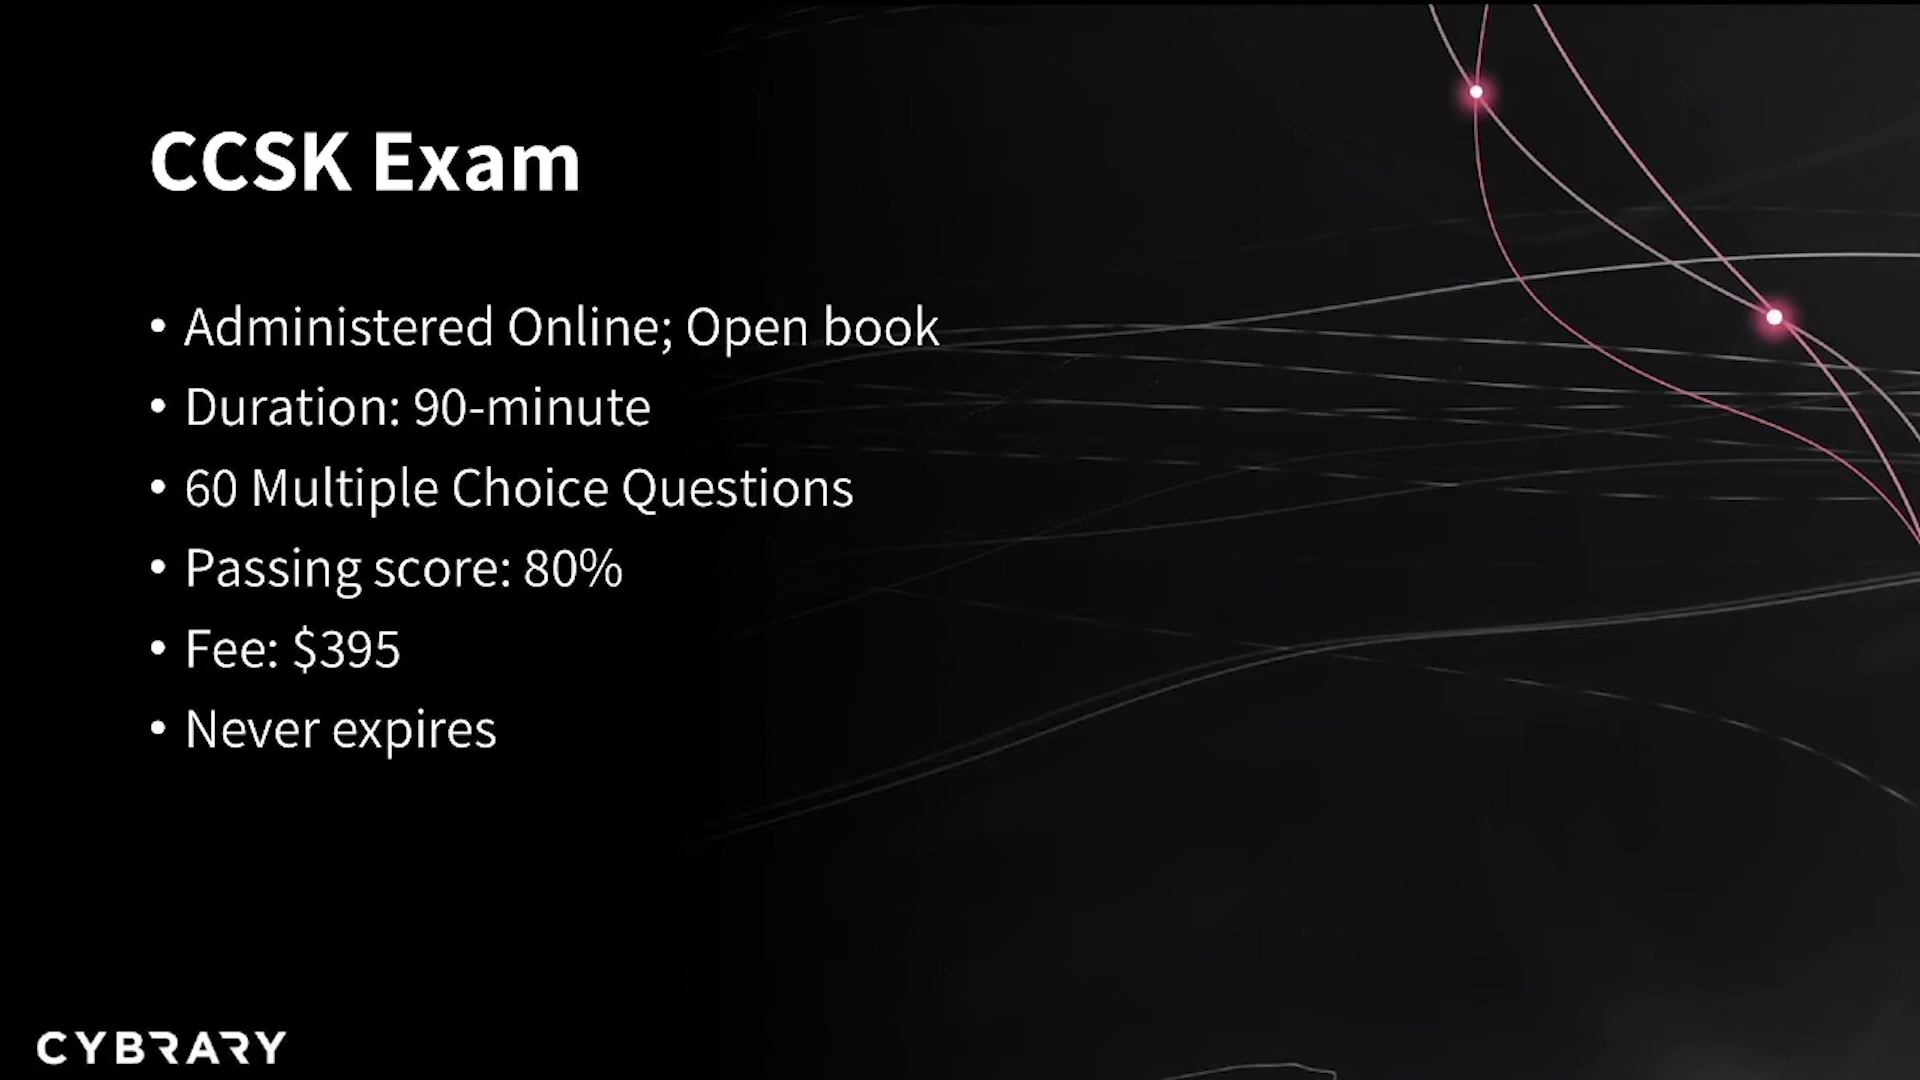 CCSK Exam
• Administered Online; Open book
• Duration: 90-minute
• 60 Multiple Choice Questions
• Passing score: 80%
• Fee: $395
• Never expires
CYBRARY